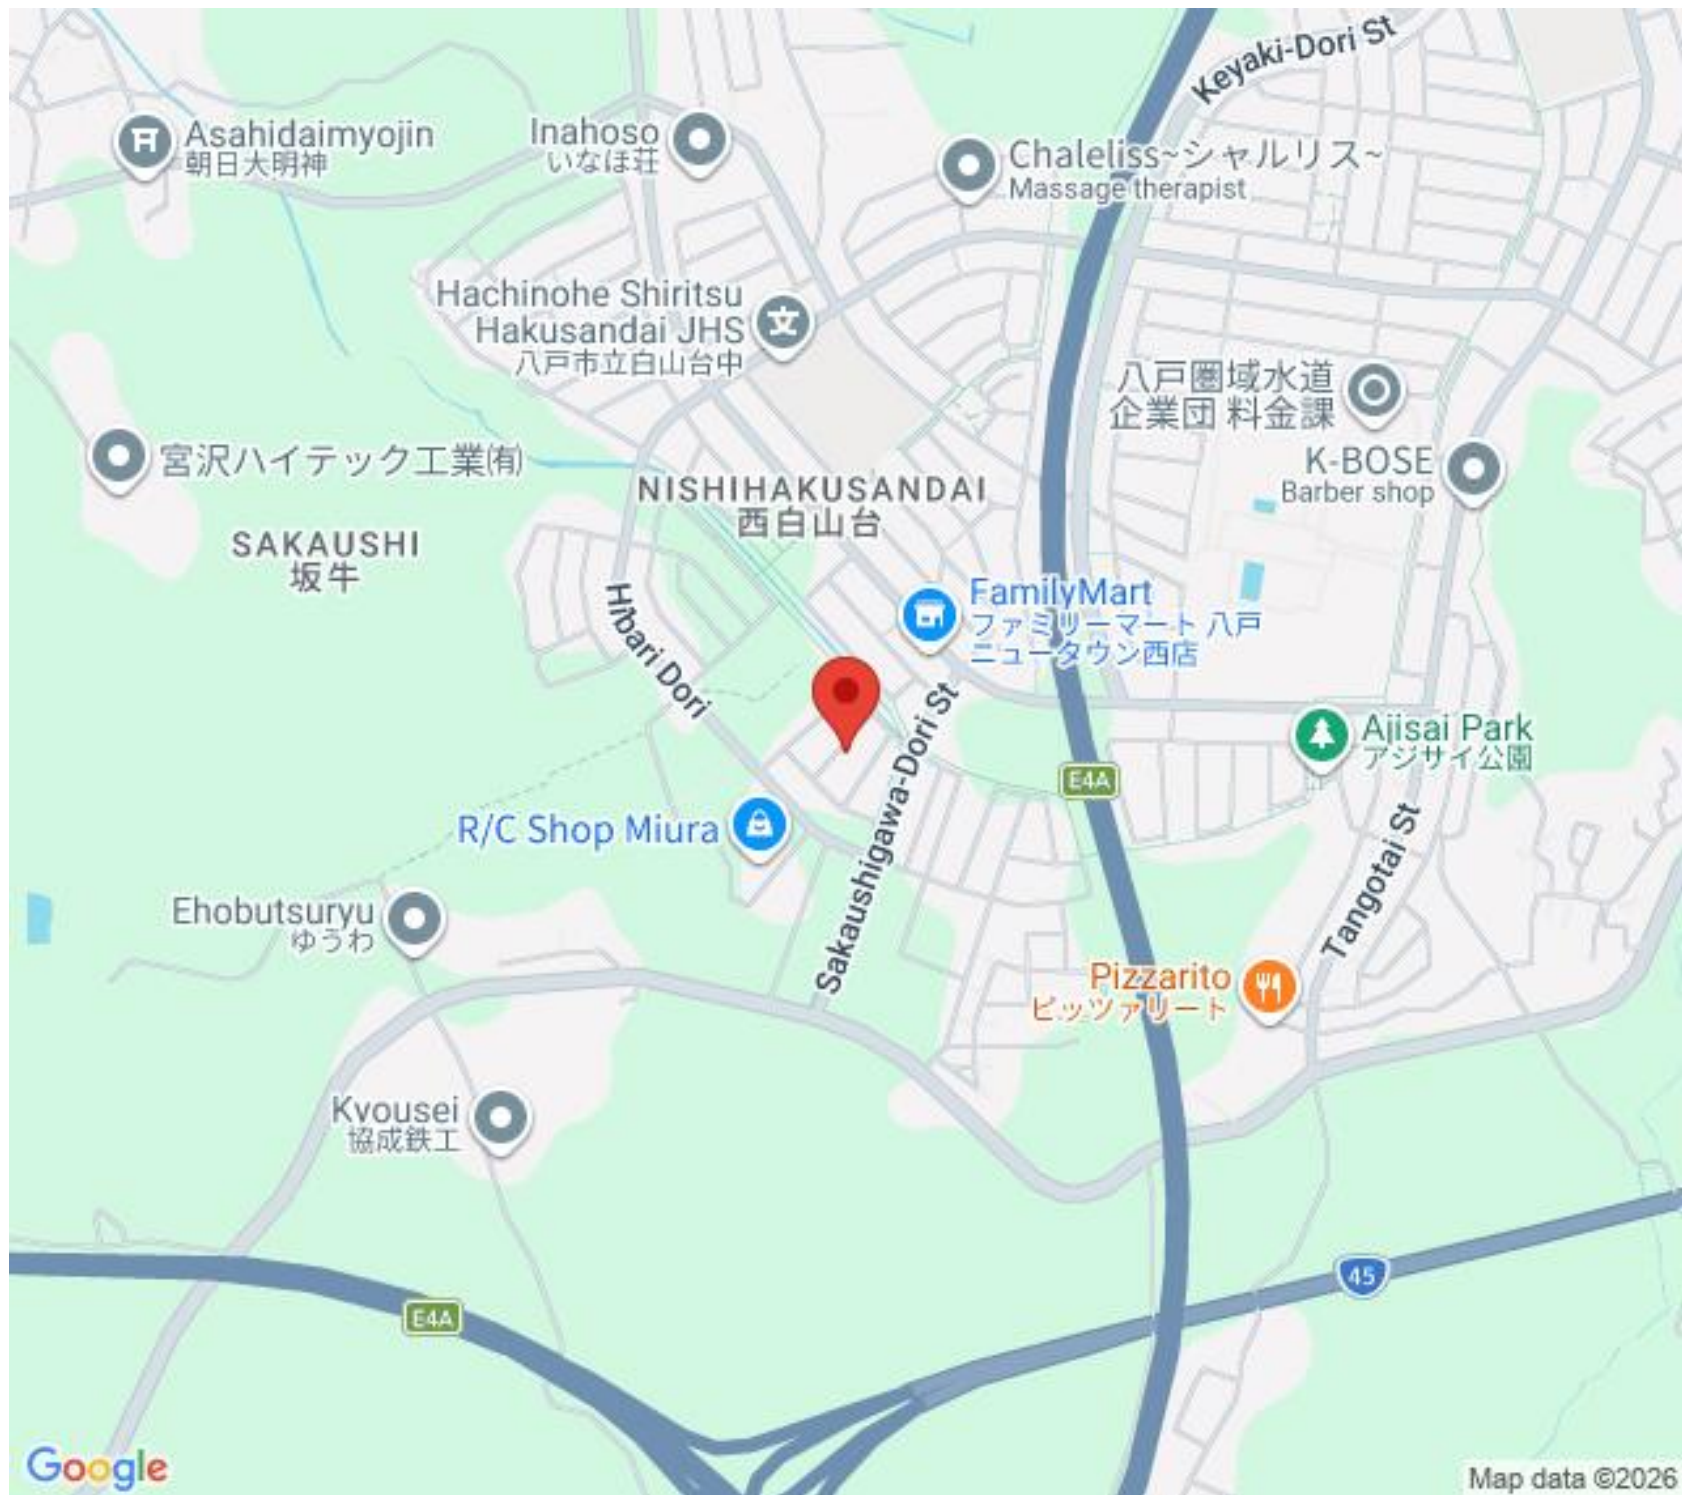 Keyaki-Dori St
Asahidaimyojin
朝日大明神
Inahoso
いなほ荘
Chaleliss~シャルリス~
Massage therapist
Hachinohe Shiritsu
Hakusandai JHS
八戸市立白山台中
八戸圏域水道
企業団 料金課
宮沢ハイテック工業㈲
K-BOSE
Barber shop
NISHIHAKUSANDAI
西白山台
SAKAUSHI
坂牛
Hibari Dori
FamilyMart
ファミリーマート 八戸
ニュータウン西店
Sakaushigawa-Dori St
Ajisai Park
アジサイ公園
E4A
R/C Shop Miura
Tangotai St
Ehobutsuryu
ゆうわ
Pizzarito
ピッツァリート
Kyousei
協成鉄工
45
E4A
Google
Map data ©2026